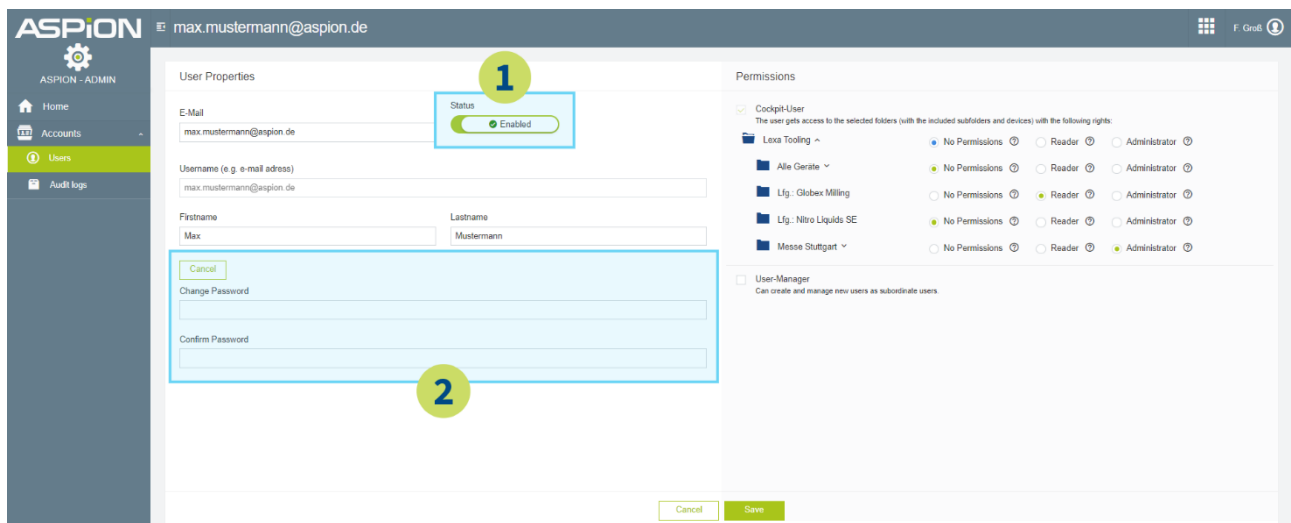 ASPiON
max.mustermann@aspion.de
F. Groß
ASPION - ADMIN
Home
Accounts
Users
Audit logs
User Properties
1
E-Mail
max.mustermann@aspion.de
Status
Enabled
Username (e.g. e-mail adress)
max.mustermann@aspion.de
Firstname
Lastname
Max
Mustermann
Cancel
Change Password
Confirm Password
2
Permissions
Cockpit-User
The user gets access to the selected folders (with the included subfolders and devices) with the following rights:
Lexa Tooling No Permissions Reader Administrator
Alle Geräte No Permissions Reader Administrator
Lfg.: Globex Milling No Permissions Reader Administrator
Lfg.: Nitro Liquids SE No Permissions Reader Administrator
Messe Stuttgart No Permissions Reader Administrator
User-Manager
Can create and manage new users as subordinate users.
Cancel
Save